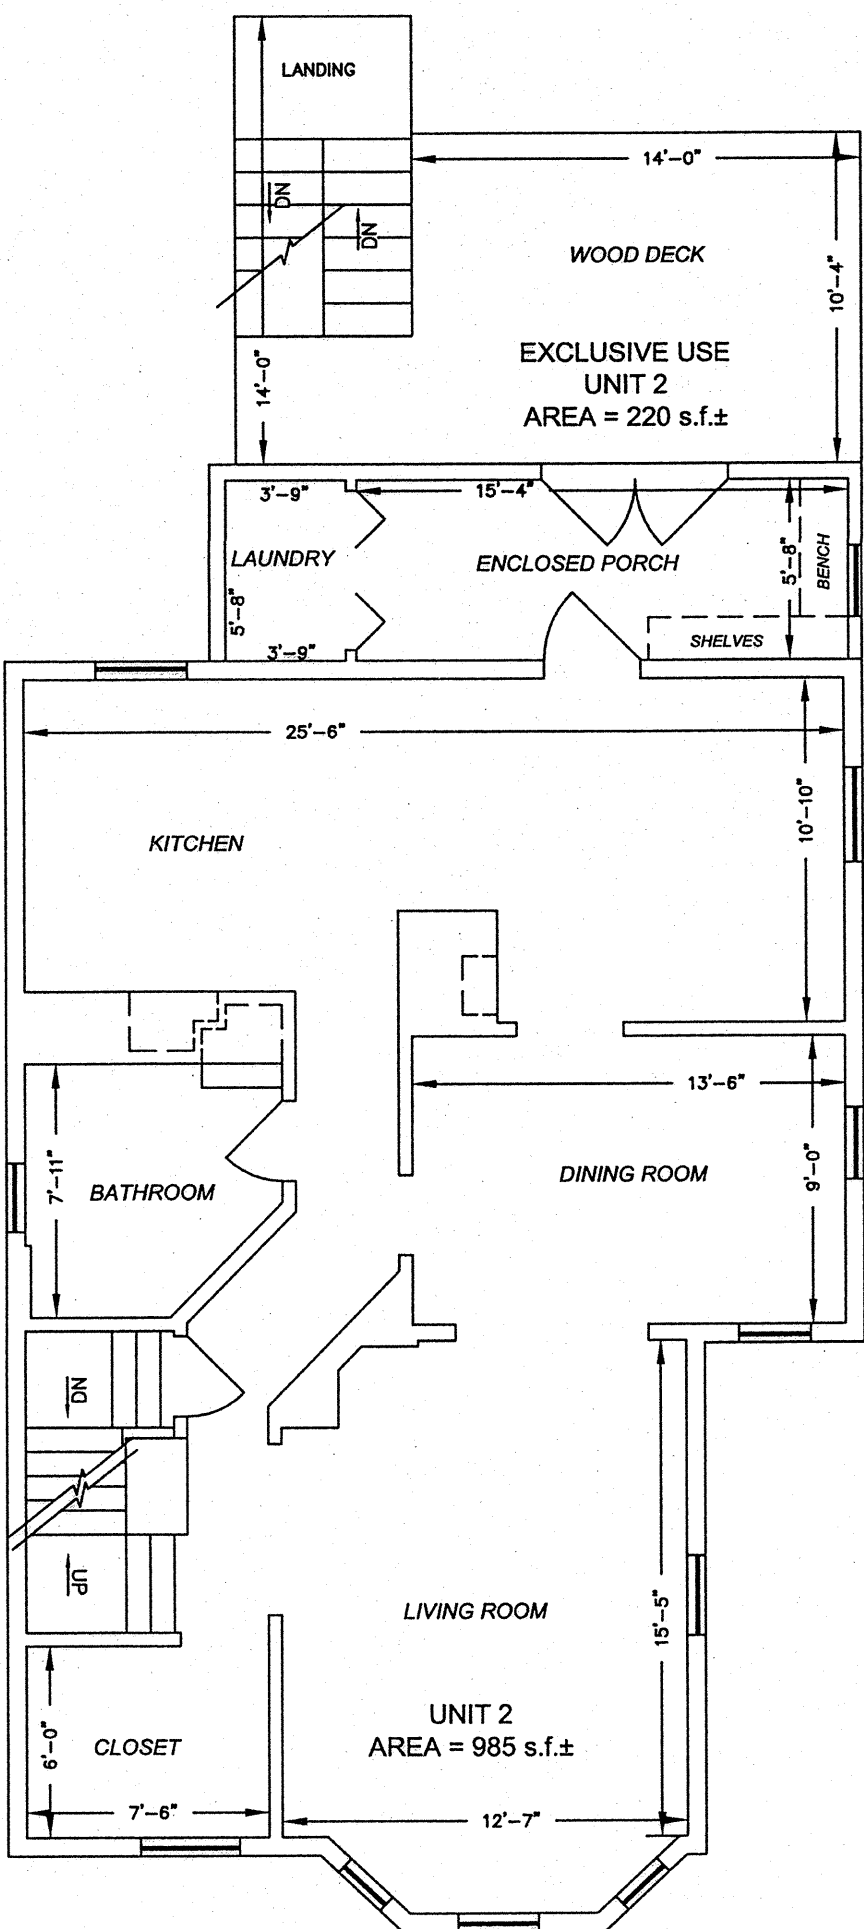 LANDING
14'-0"
DN
DN
WOOD DECK
10'-4"
EXCLUSIVE USE
UNIT 2
AREA = 220 s.f.±
14'-0"
3'-9"
15'-4"
LAUNDRY
ENCLOSED PORCH
5'-8"
BENCH
5'-8"
SHELVES
3'-9"
25'-6"
10'-10"
KITCHEN
13'-6"
7'-11"
BATHROOM
DINING ROOM
9'-0"
DN
UP
LIVING ROOM
15'-5"
UNIT 2
AREA = 985 s.f.±
6'-0"
CLOSET
7'-6"
12'-7"